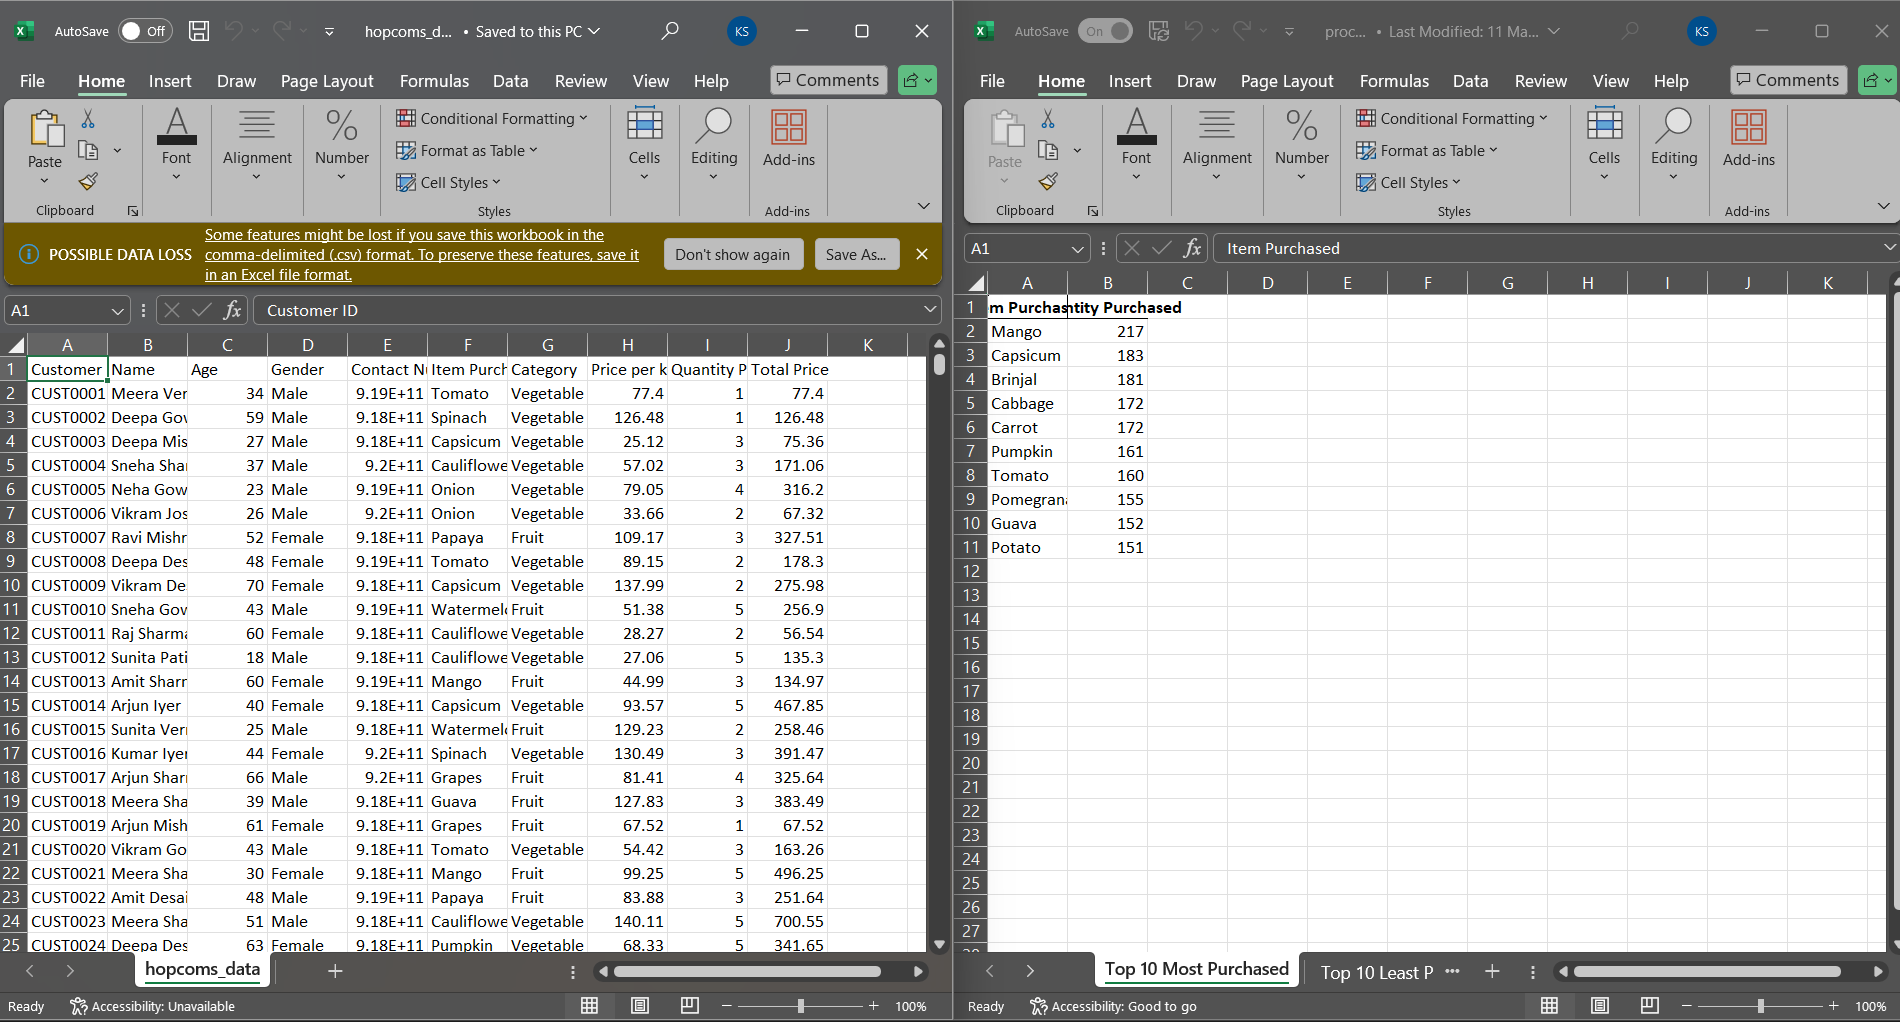 AutoSave Off hopcoms_d... • Saved to this PC KS
File Home Insert Draw Page Layout Formulas Data Review View Help Comments
Paste Font Alignment Number Conditional Formatting Format as Table Cell Styles Cells Editing Add-ins
Clipboard Styles Add-ins
POSSIBLE DATA LOSS Some features might be lost if you save this workbook in the
comma-delimited (.csv) format. To preserve these features, save it
in an Excel file format.
Don't show again Save As...
A1 fx Customer ID
A B C D E F G H I J K
1 Customer Name Age Gender Contact Nu Item Purch Category Price per k Quantity P Total Price
2 CUST0001 Meera Ver 34 Male 9.19E+11 Tomato Vegetable 77.4 1 77.4
3 CUST0002 Deepa Gov 59 Male 9.18E+11 Spinach Vegetable 126.48 1 126.48
4 CUST0003 Deepa Mis 27 Male 9.18E+11 Capsicum Vegetable 25.12 3 75.36
5 CUST0004 Sneha Shar 37 Male 9.2E+11 Cauliflowe Vegetable 57.02 3 171.06
6 CUST0005 Neha Gow 23 Male 9.19E+11 Onion Vegetable 79.05 4 316.2
7 CUST0006 Vikram Jos 26 Male 9.2E+11 Onion Vegetable 33.66 2 67.32
8 CUST0007 Ravi Mishr 52 Female 9.18E+11 Papaya Fruit 109.17 3 327.51
9 CUST0008 Deepa Des 48 Female 9.19E+11 Tomato Vegetable 89.15 2 178.3
10 CUST0009 Vikram De 70 Female 9.18E+11 Capsicum Vegetable 137.99 2 275.98
11 CUST0010 Sneha Gov 43 Male 9.19E+11 Watermelo Fruit 51.38 5 256.9
12 CUST0011 Raj Sharma 60 Female 9.18E+11 Cauliflowe Vegetable 28.27 2 56.54
13 CUST0012 Sunita Pati 18 Male 9.18E+11 Cauliflowe Vegetable 27.06 5 135.3
14 CUST0013 Amit Sharr 60 Female 9.19E+11 Mango Fruit 44.99 3 134.97
15 CUST0014 Arjun Iyer 40 Female 9.18E+11 Capsicum Vegetable 93.57 5 467.85
16 CUST0015 Sunita Ver 25 Male 9.18E+11 Watermelo Fruit 129.23 2 258.46
17 CUST0016 Kumar Iyer 44 Female 9.2E+11 Spinach Vegetable 130.49 3 391.47
18 CUST0017 Arjun Shar 66 Male 9.2E+11 Grapes Fruit 81.41 4 325.64
19 CUST0018 Meera Sha 39 Male 9.18E+11 Guava Fruit 127.83 3 383.49
20 CUST0019 Arjun Mish 61 Female 9.18E+11 Grapes Fruit 67.52 1 67.52
21 CUST0020 Vikram Go 43 Male 9.18E+11 Tomato Vegetable 54.42 3 163.26
22 CUST0021 Meera Sha 30 Female 9.18E+11 Mango Fruit 99.25 5 496.25
23 CUST0022 Amit Desai 48 Male 9.19E+11 Papaya Fruit 83.88 3 251.64
24 CUST0023 Meera Sha 51 Male 9.18E+11 Cauliflowe Vegetable 140.11 5 700.55
25 CUST0024 Deepa Des 63 Female 9.18E+11 Pumpkin Vegetable 68.33 5 341.65
hopcoms_data
Ready Accessibility: Unavailable 100%
AutoSave On proc... • Last Modified: 11 Ma... KS
File Home Insert Draw Page Layout Formulas Data Review View Help Comments
Paste Font Alignment Number Conditional Formatting Format as Table Cell Styles Cells Editing Add-ins
Clipboard Styles Add-ins
A1 fx Item Purchased
A B C D E F G H I J K
1 m Purchas ntity Purchased
2 Mango 217
3 Capsicum 183
4 Brinjal 181
5 Cabbage 172
6 Carrot 172
7 Pumpkin 161
8 Tomato 160
9 Pomegrana 155
10 Guava 152
11 Potato 151
12
13
14
15
16
17
18
19
20
21
22
23
24
25
26
27
Top 10 Most Purchased Top 10 Least P
Ready Accessibility: Good to go 100%